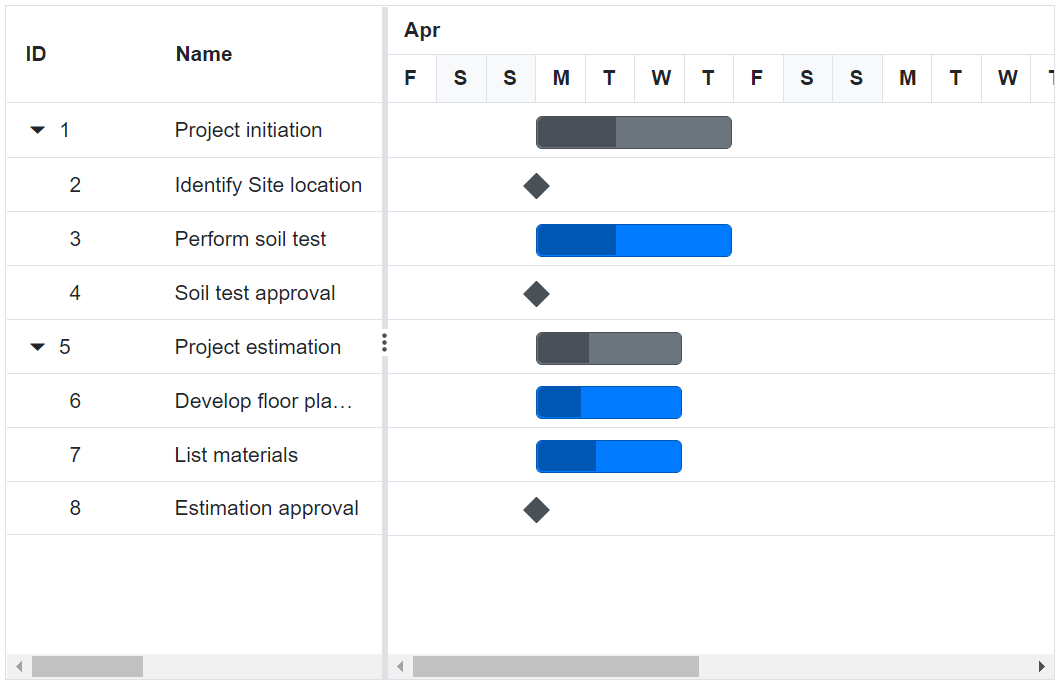 Apr
ID Name F S S M T W T F S S M T W T
1 Project initiation
2 Identify Site location
3 Perform soil test
4 Soil test approval
5 Project estimation
6 Develop floor pla…
7 List materials
8 Estimation approval